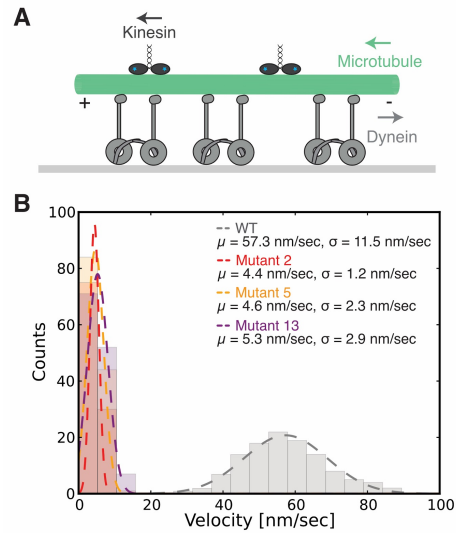 A
Kinesin
Microtubule
+
-
Dynein
B
100
80
60
40
20
0
Counts
WT
μ = 57.3 nm/sec, σ = 11.5 nm/sec
Mutant 2
μ = 4.4 nm/sec, σ = 1.2 nm/sec
Mutant 5
μ = 4.6 nm/sec, σ = 2.3 nm/sec
Mutant 13
μ = 5.3 nm/sec, σ = 2.9 nm/sec
0 20 40 60 80 100
Velocity [nm/sec]